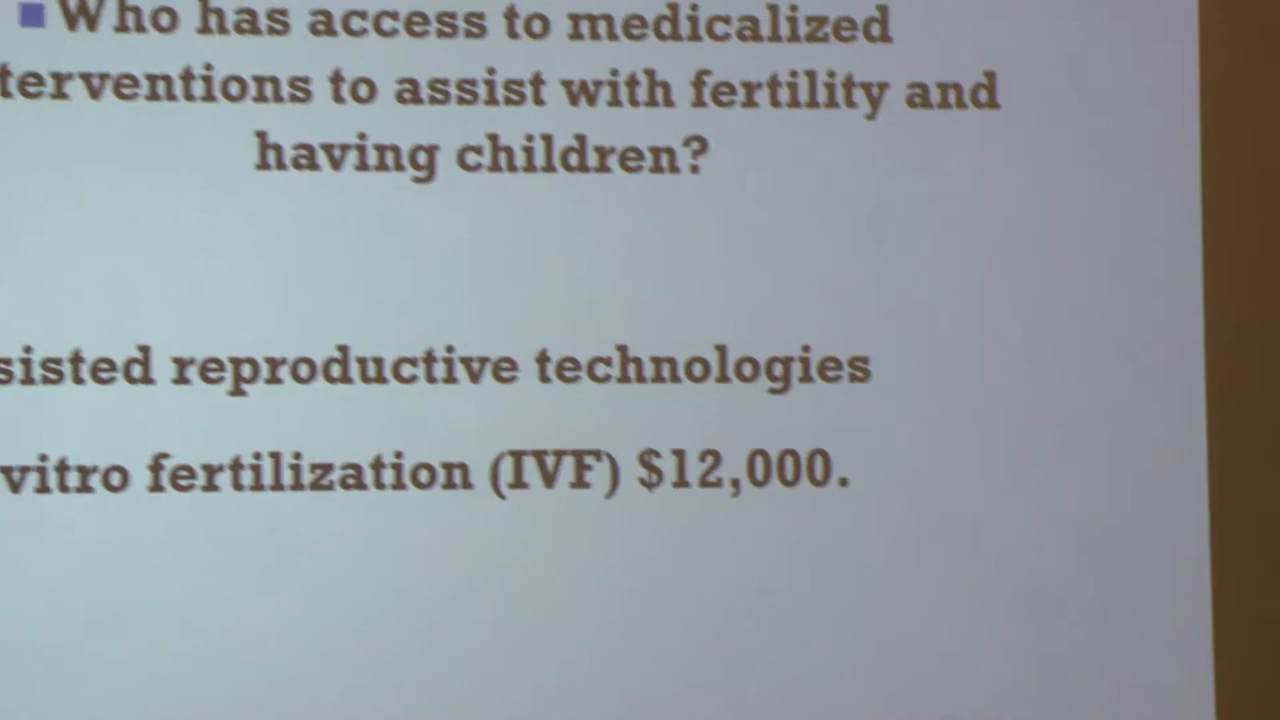 Who has access to medicalized
terventions to assist with fertility and
having children?
sisted reproductive technologies
vitro fertilization (IVF) $12,000.